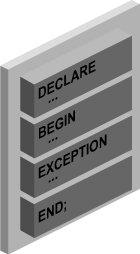 DECLARE
...
BEGIN
...
EXCEPTION
...
END;